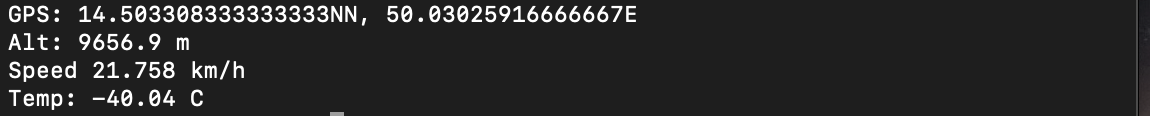 GPS: 14.503308333333333NN, 50.03025916666667E
Alt: 9656.9 m
Speed 21.758 km/h
Temp: -40.04 C